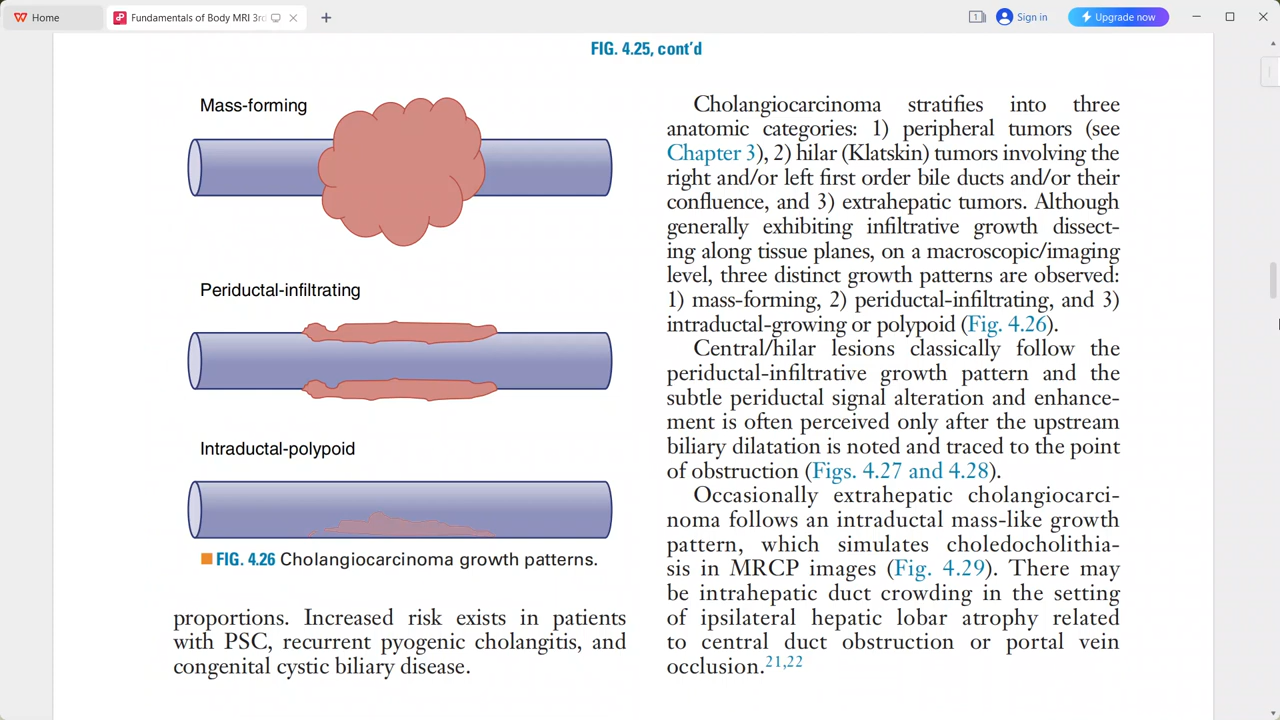 Home
Fundamentals of Body MRI 3r
Sign in
Upgrade now
FIG. 4.25, cont'd
Mass-forming
Periductal-infiltrating
Intraductal-polypoid
FIG. 4.26 Cholangiocarcinoma growth patterns.
proportions. Increased risk exists in patients
with PSC, recurrent pyogenic cholangitis, and
congenital cystic biliary disease.
Cholangiocarcinoma stratifies into three
anatomic categories: 1) peripheral tumors (see
Chapter 3), 2) hilar (Klatskin) tumors involving the
right and/or left first order bile ducts and/or their
confluence, and 3) extrahepatic tumors. Although
generally exhibiting infiltrative growth dissect-
ing along tissue planes, on a macroscopic/imaging
level, three distinct growth patterns are observed:
1) mass-forming, 2) periductal-infiltrating, and 3)
intraductal-growing or polypoid (Fig. 4.26).
Central/hilar lesions classically follow the
periductal-infiltrative growth pattern and the
subtle periductal signal alteration and enhance-
ment is often perceived only after the upstream
biliary dilatation is noted and traced to the point
of obstruction (Figs. 4.27 and 4.28).
Occasionally extrahepatic cholangiocarci-
noma follows an intraductal mass-like growth
pattern, which simulates choledocholithia-
sis in MRCP images (Fig. 4.29). There may
be intrahepatic duct crowding in the setting
of ipsilateral hepatic lobar atrophy related
to central duct obstruction or portal vein
occlusion.21,22